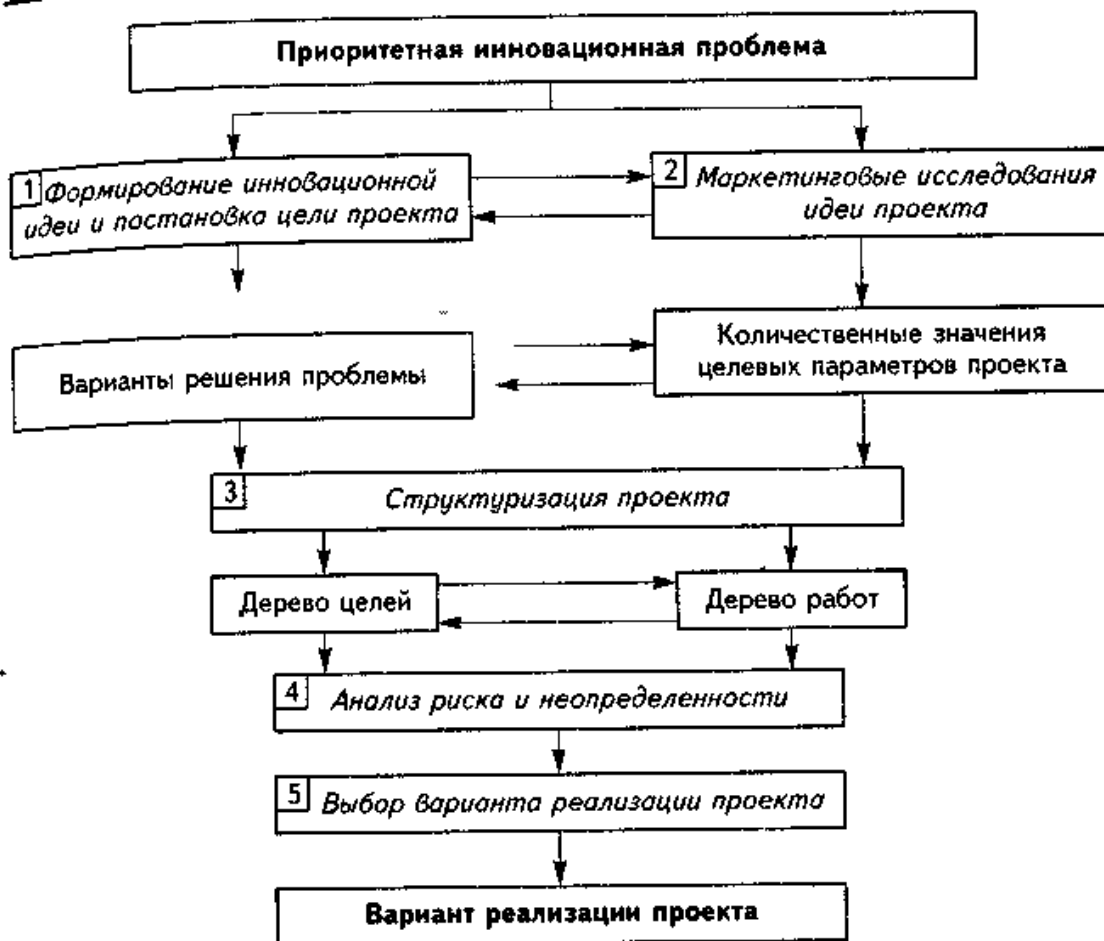 Приоритетная инновационная проблема
1 Формирование инновационной
идеи и постановка цели проекта
2 Маркетинговые исследования
идеи проекта
Варианты решения проблемы
Количественные значения
целевых параметров проекта
3 Структуризация проекта
Дерево целей
Дерево работ
4 Анализ риска и неопределенности
5 Выбор варианта реализации проекта
Вариант реализации проекта